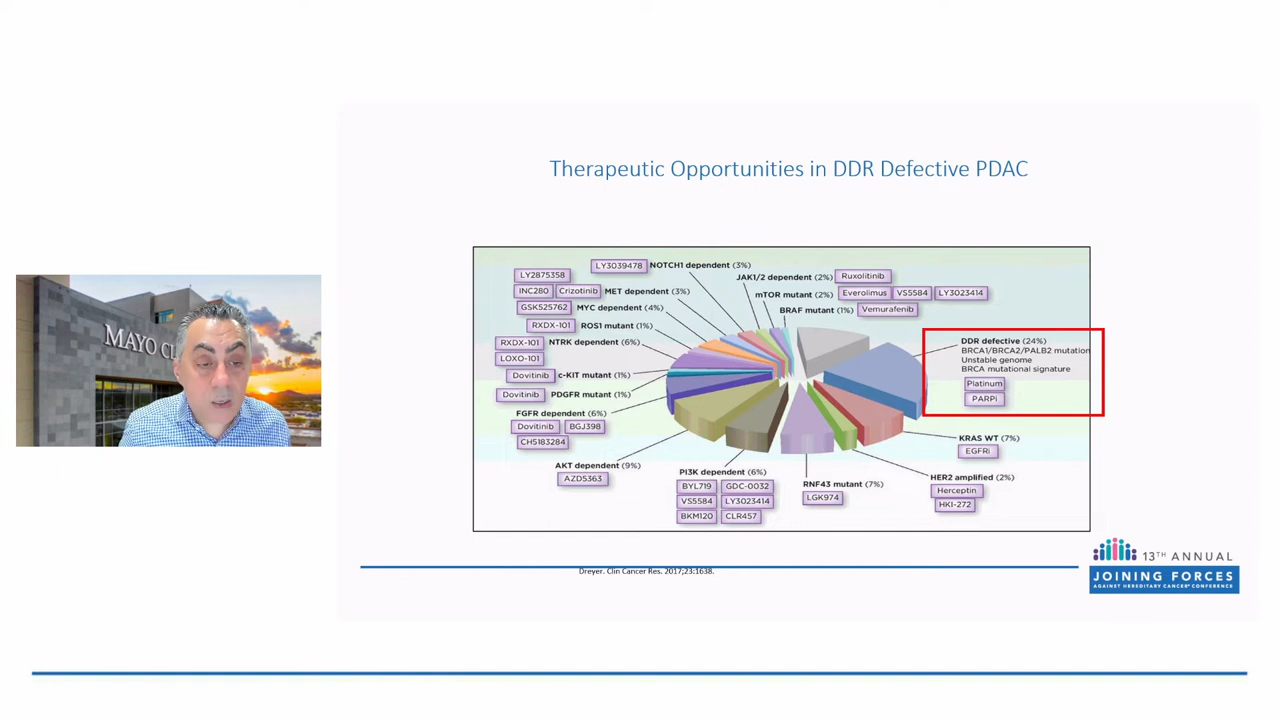 Therapeutic Opportunities in DDR Defective PDAC
LY3039478 NOTCH1 dependent (3%)
LY2875358
INC280 Crizotinib MET dependent (3%)
GSK525762 MYC dependent (4%)
RXDX-101 ROS1 mutant (1%)
RXDX-101 NTRK dependent (6%)
LOXO-101
Dovitinib c-KIT mutant (1%)
Dovitinib PDGFR mutant (1%)
FGFR dependent (6%)
Dovitinib BGJ398
CH5183284
AKT dependent (9%)
AZD5363
PI3K dependent (6%)
BYL719 GDC-0032
VS5584 LY3023414
BKM120 CLR457
RNF43 mutant (7%)
LGK974
JAK1/2 dependent (2%) Ruxolitinib
mTOR mutant (2%) Everolimus VS5584 LY3023414
BRAF mutant (1%) Vemurafenib
DDR defective (24%)
BRCA1/BRCA2/PALB2 mutation
Unstable genome
BRCA mutational signature
Platinum
PARPi
KRAS WT (7%)
EGFRi
HER2 amplified (2%)
Herceptin
HKI-272
Dreyer. Clin Cancer Res. 2017;23:1638.
MAYO CL
13TH ANNUAL
JOINING FORCES
AGAINST HEREDITARY CANCER® CONFERENCE